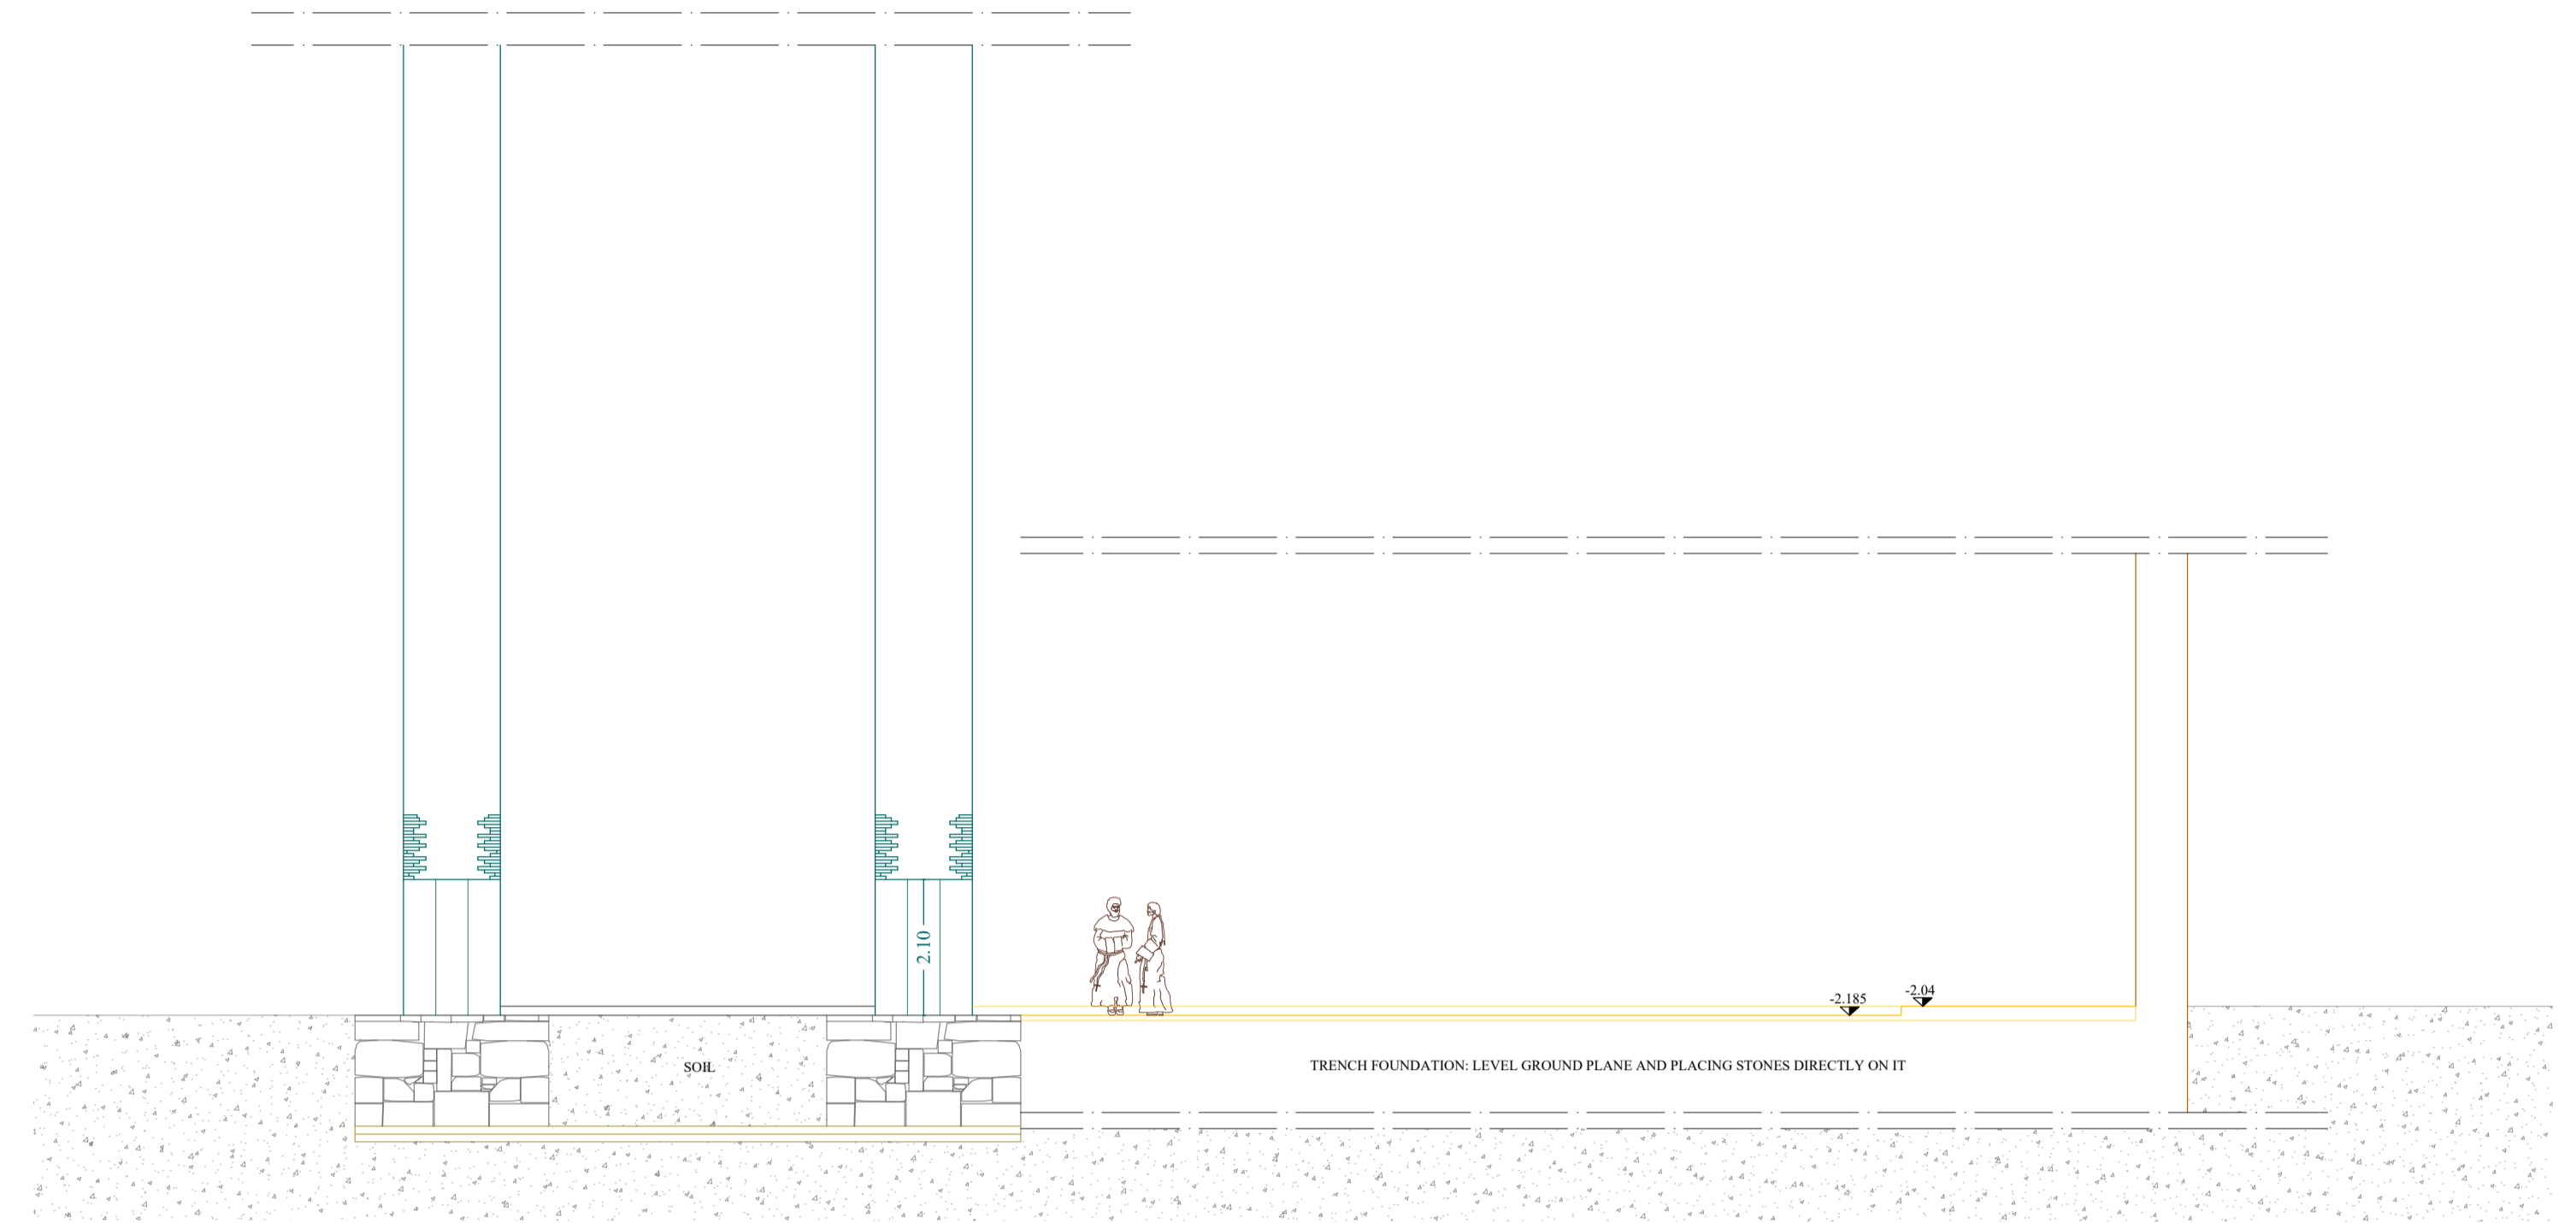 2.10
-2.185
-2.04
SOIL
TRENCH FOUNDATION: LEVEL GROUND PLANE AND PLACING STONES DIRECTLY ON IT